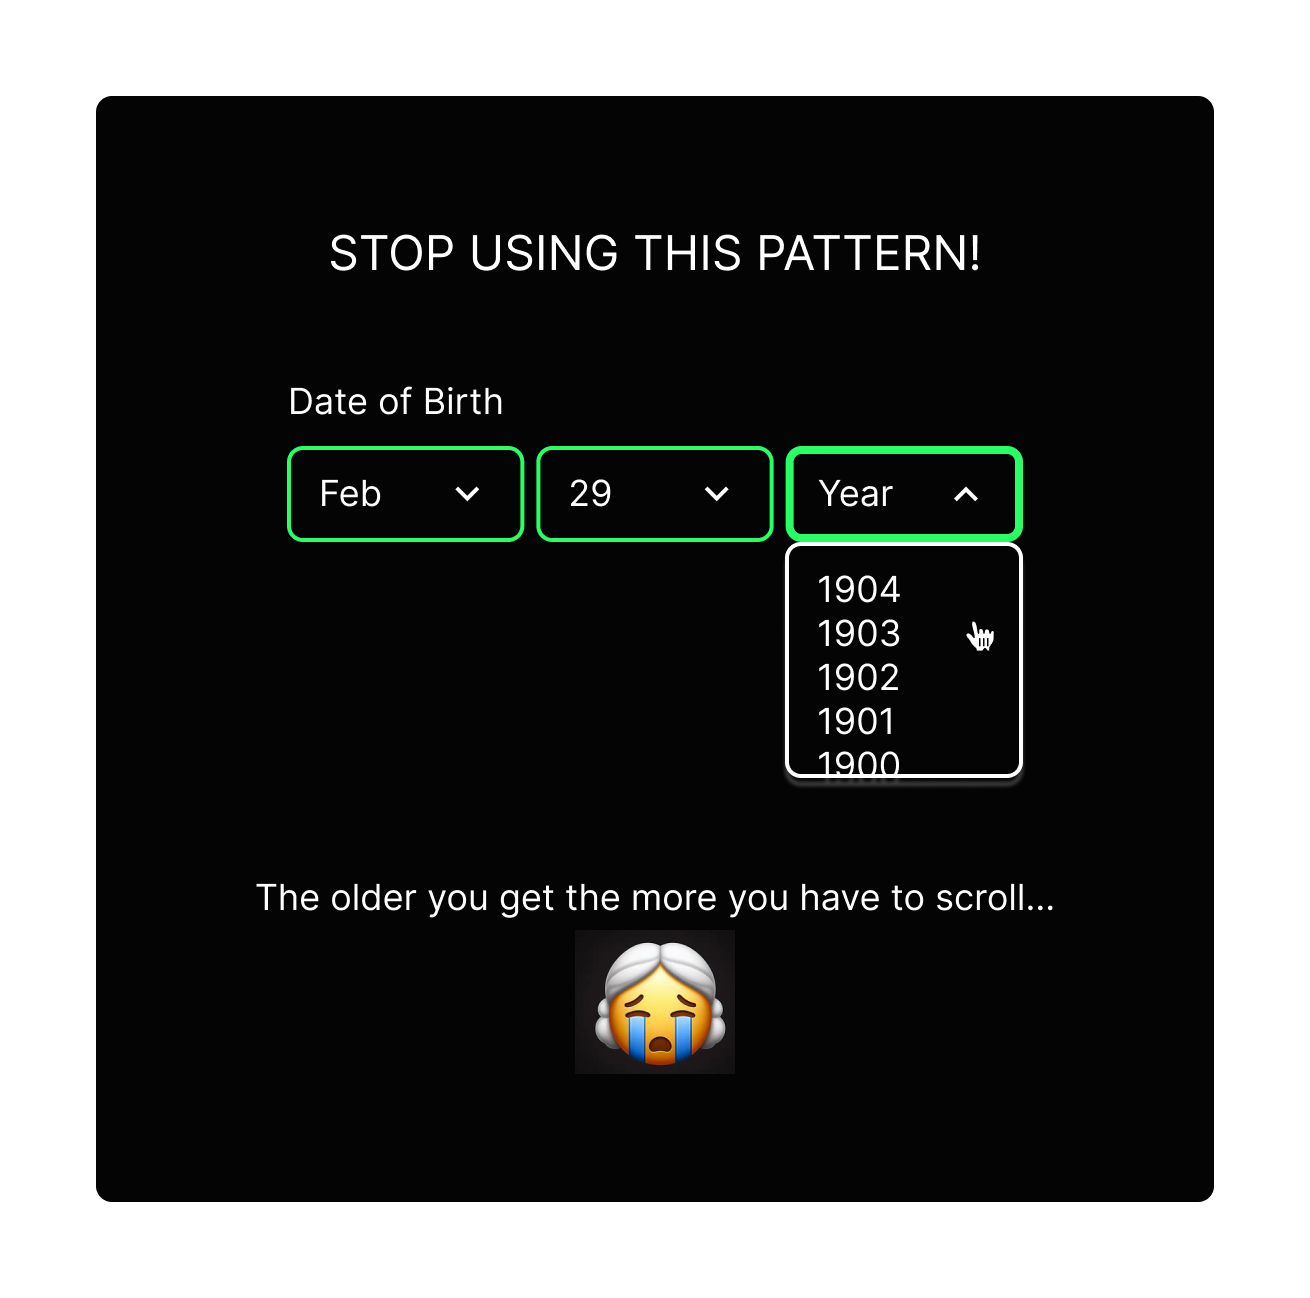 STOP USING THIS PATTERN!
Date of Birth
Feb 29 Year
1904
1903
1902
1901
1900
The older you get the more you have to scroll...